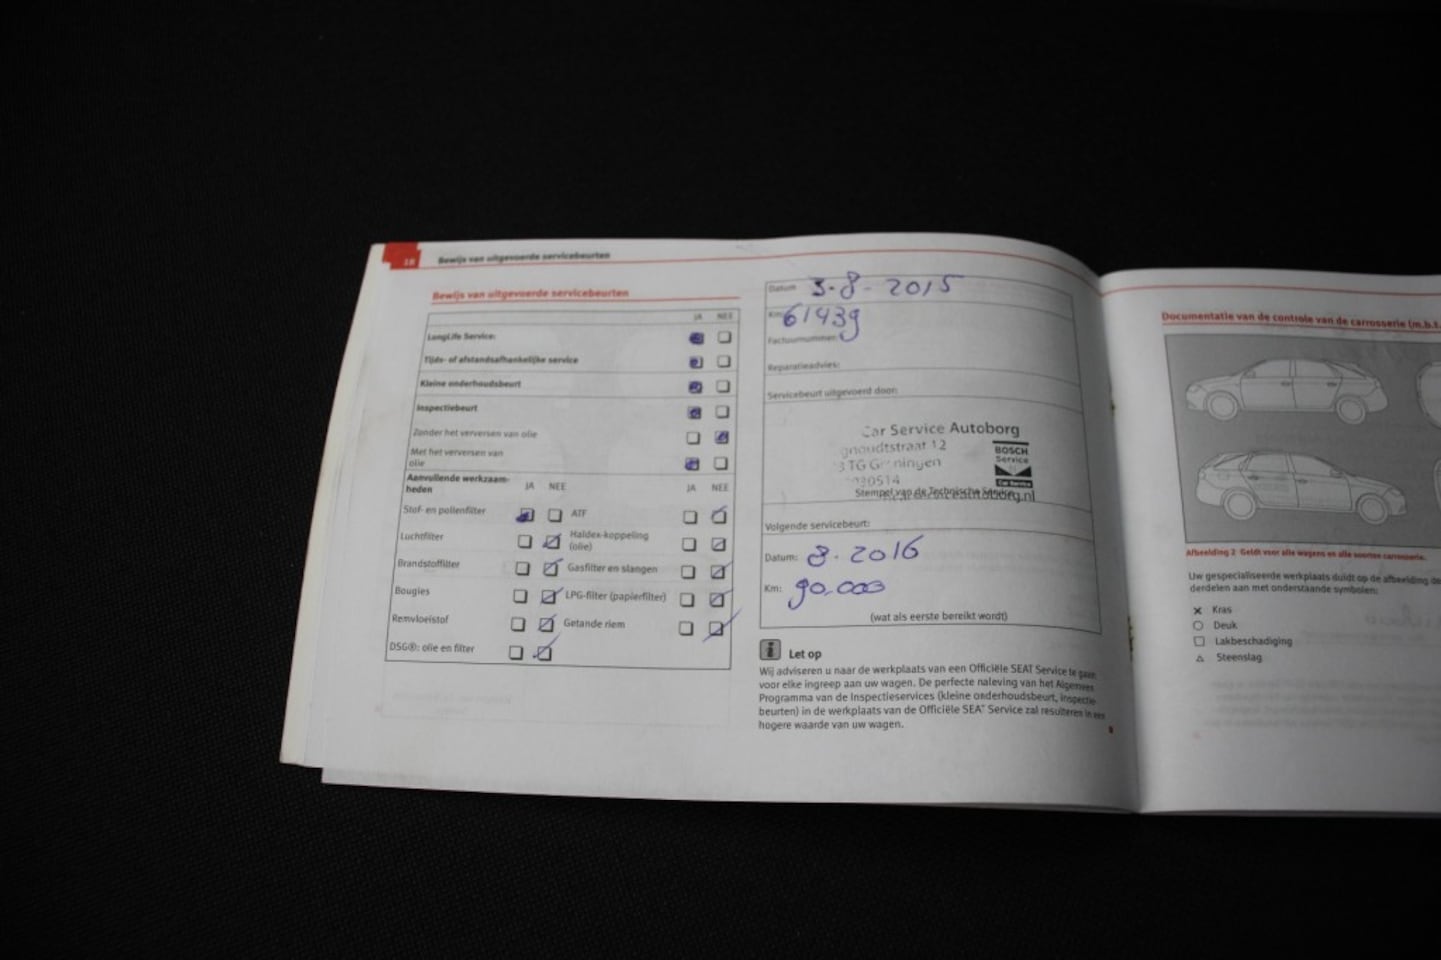 18 Bewijs van uitgevoerde servicebeurten
Bewijs van uitgevoerde servicebeurten
JA NEE
LongLife Service:
Tijds- of afstandsafhankelijke service
Kleine onderhoudsbeurt
Inspectiebeurt
Zonder het verversen van olie
Met het verversen van
olie
Aanvullende werkzaam-
heden
JA NEE JA NEE
Stof- en pollenfilter ATF
Luchtfilter Haldex-koppeling
(olie)
Brandstoffilter Gasfilter en slangen
Bougies LPG-filter (papierfilter)
Remvloeistof Getande riem
DSG®: olie en filter
Datum 3-8-2015
Km: 61439
Factuurnummer:
Reparatieadvies:
Servicebeurt uitgevoerd door:
Car Service Autoborg
straat 12
TG Groningen
BOSCH
Service
Car Service
Stempel van de Technische Service
Volgende servicebeurt:
Datum: 8-2016
Km: 90.000
(wat als eerste bereikt wordt)
Let op
Wij adviseren u naar de werkplaats van een Officiële SEAT Service te gaan
voor elke ingreep aan uw wagen. De perfecte naleving van het Algemeen
Programma van de Inspectieservices (kleine onderhoudsbeurt, inspectie-
beurten) in de werkplaats van de Officiële SEAT Service zal resulteren in een
hogere waarde van uw wagen.
Documentatie van de controle van de carrosserie (m.b.t.
Afbeelding 2 Geldt voor alle wagens en alle soorten carrosserie.
Uw gespecialiseerde werkplaats duidt op de afbeelding de
derdelen aan met onderstaande symbolen:
Kras
Deuk
Lakbeschadiging
Steenslag